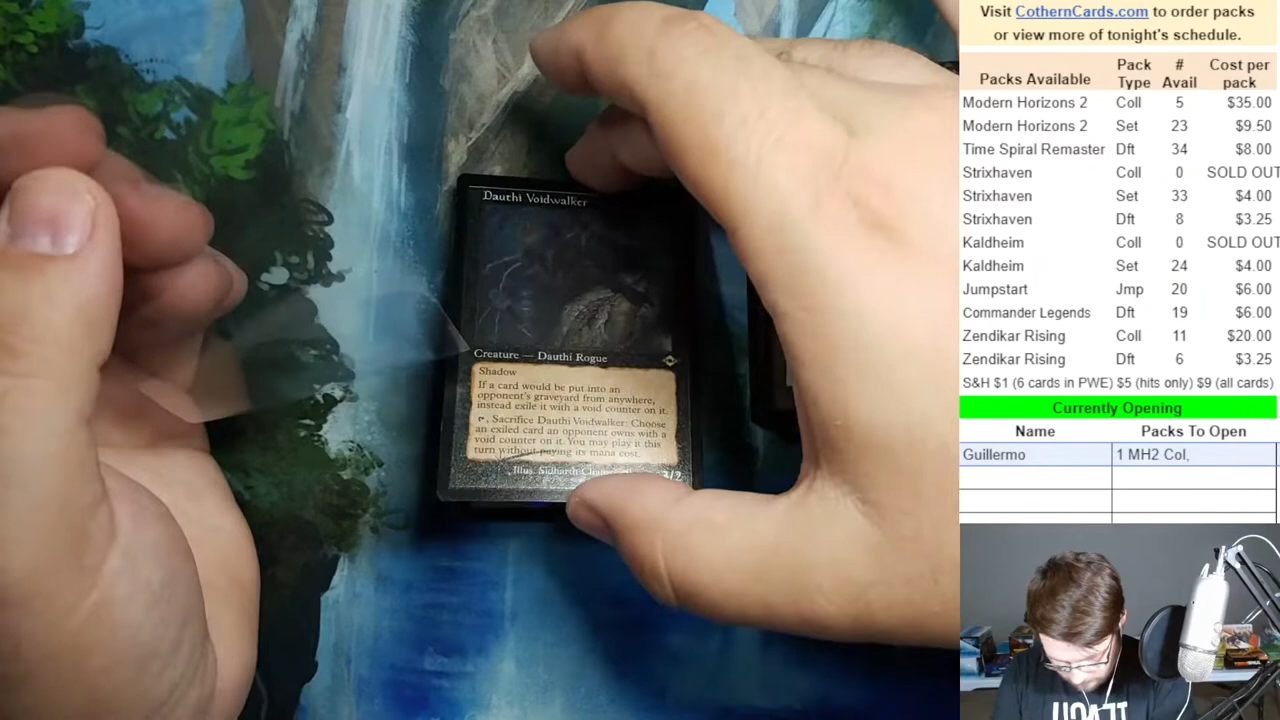 Dauthi Voidwalker
Creature — Dauthi Rogue
Shadow
If a card would be put into an
opponent's graveyard from anywhere,
instead exile it with a void counter on it.
, Sacrifice Dauthi Voidwalker: Choose
an exiled card an opponent owns with a
void counter on it. You may play it this
turn without paying its mana cost.
Illus. Sidharth
3/2
Visit CothernCards.com to order packs
or view more of tonight's schedule.
Packs Available Pack Type # Avail Cost per pack
Modern Horizons 2 Coll 5 $35.00
Modern Horizons 2 Set 23 $9.50
Time Spiral Remaster Dft 34 $8.00
Strixhaven Coll 0 SOLD OUT
Strixhaven Set 33 $4.00
Strixhaven Dft 8 $3.25
Kaldheim Coll 0 SOLD OUT
Kaldheim Set 24 $4.00
Jumpstart Jmp 20 $6.00
Commander Legends Dft 19 $6.00
Zendikar Rising Coll 11 $20.00
Zendikar Rising Dft 6 $3.25
S&H $1 (6 cards in PWE) $5 (hits only) $9 (all cards)
Currently Opening
Name Packs To Open
Guillermo 1 MH2 Col,